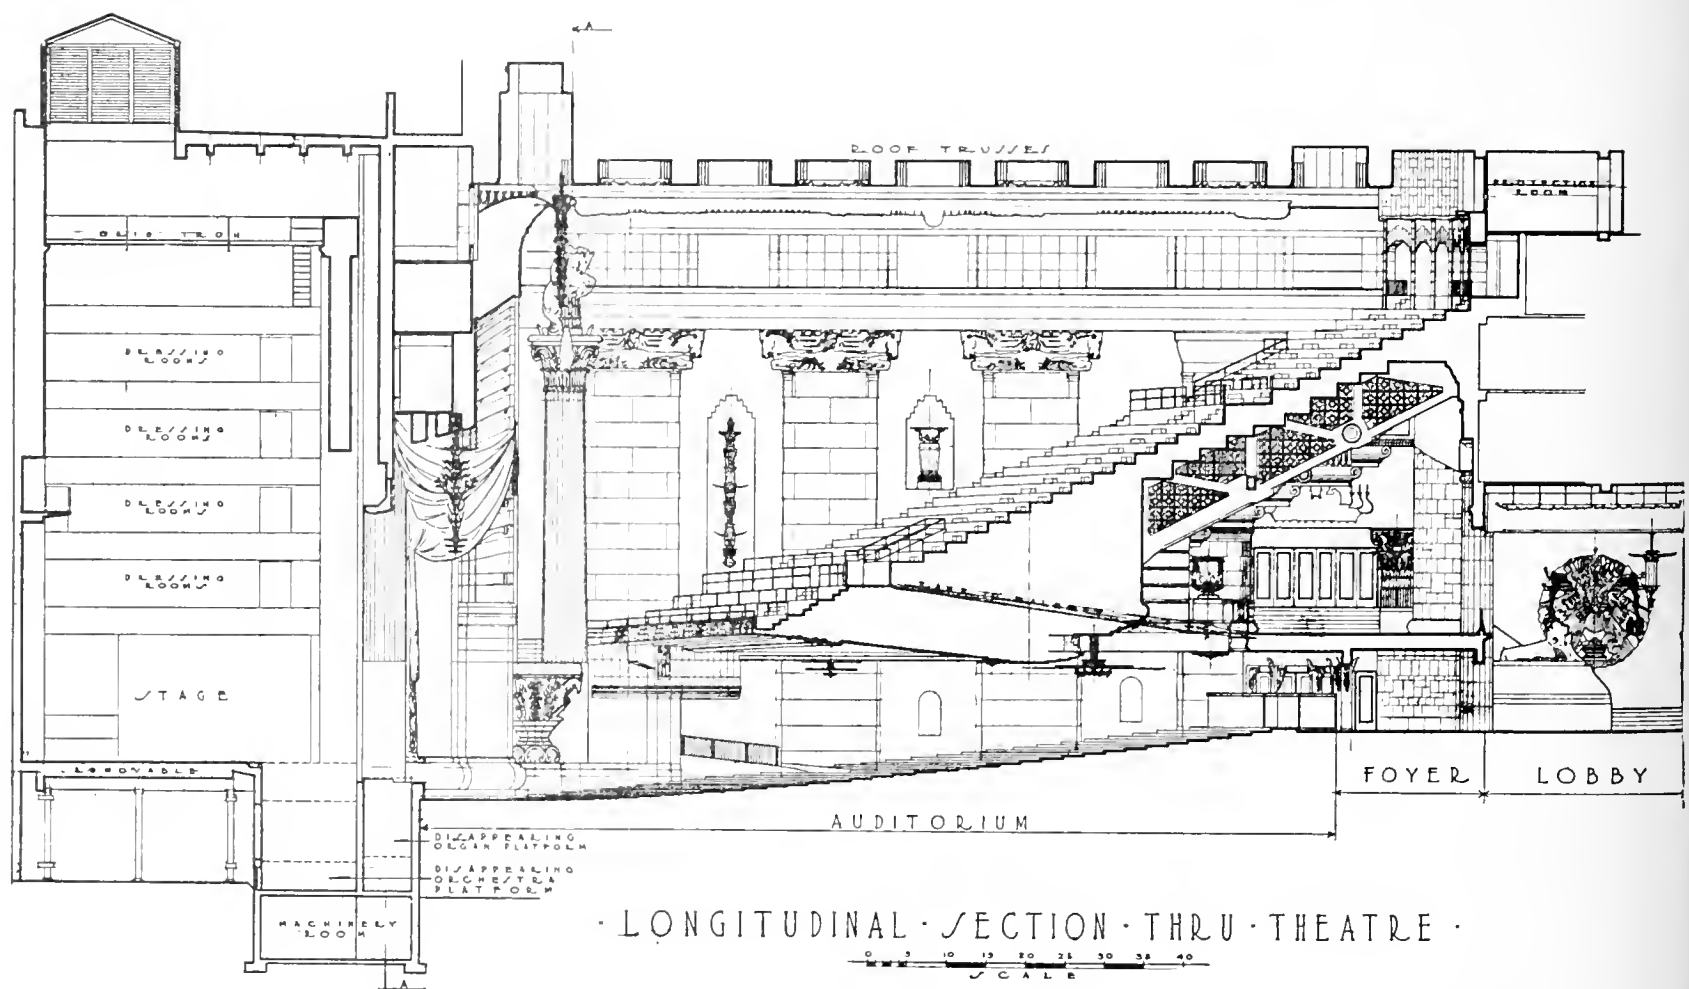 A
ROOF TRUSSES
PROJECTION
ROOM
GRIDIRON
DRESSING
ROOMS
DRESSING
ROOMS
DRESSING
ROOMS
DRESSING
ROOMS
STAGE
REMOVABLE
FOYER
LOBBY
AUDITORIUM
DISAPPEARING
ORGAN PLATFORM
DISAPPEARING
ORCHESTRA
PLATFORM
MACHINERY
ROOM
· LONGITUDINAL · SECTION · THRU · THEATRE ·
0 5 10 15 20 25 30 35 40
SCALE
A